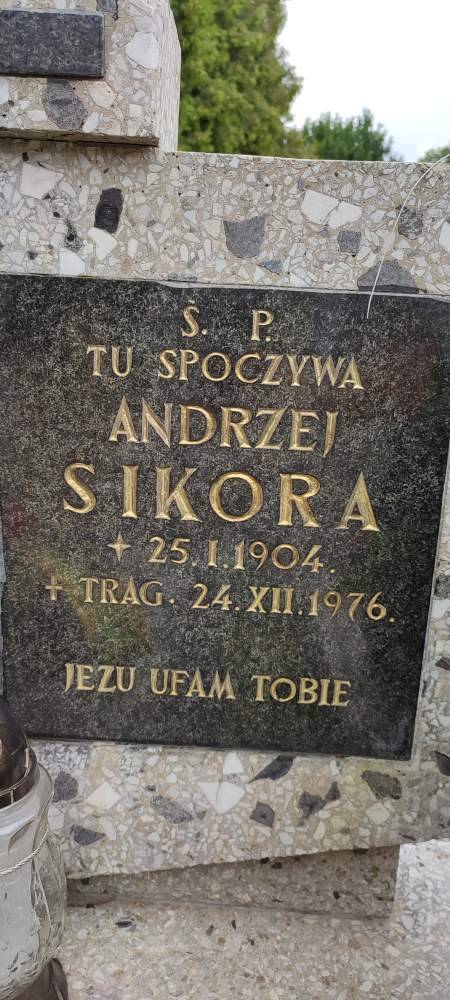 Ś. P.
TU SPOCZYWA
ANDRZEJ
SIKORA
✦ 25.I.1904.
✝ TRAG. 24.XII.1976.
JEZU UFAM TOBIE